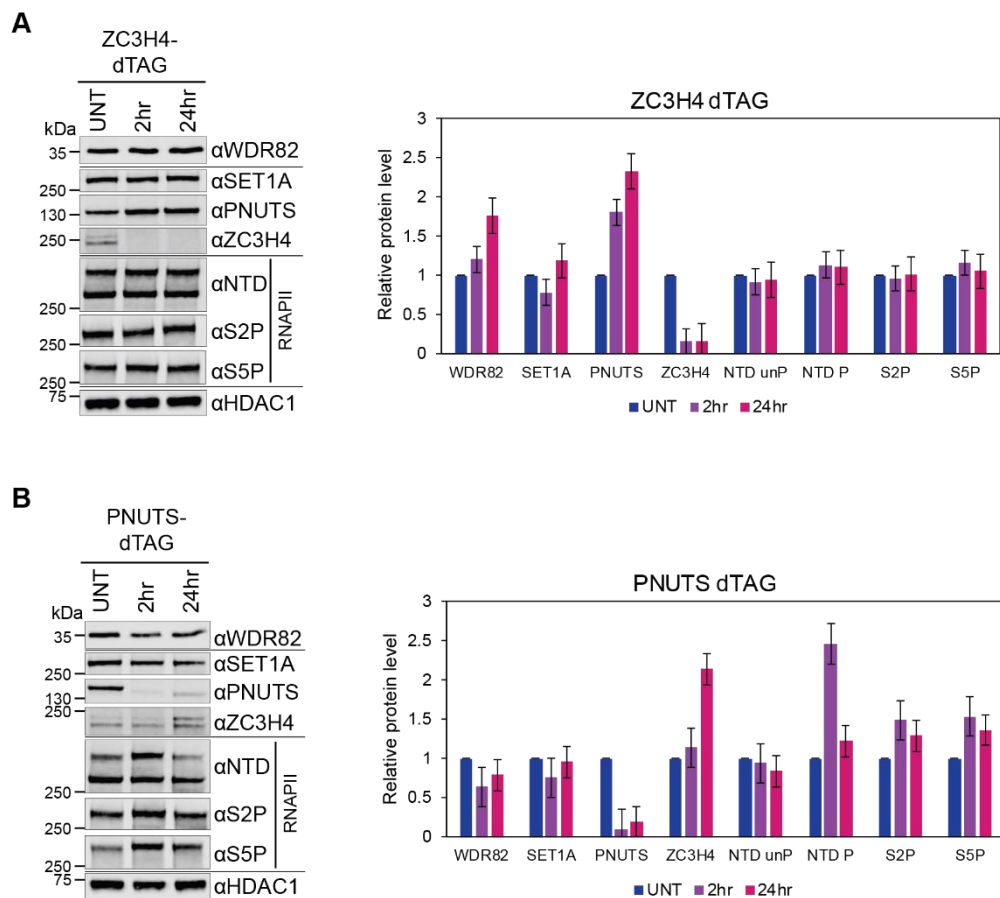 A
ZC3H4-
dTAG
UNT
2hr
24hr
kDa
35
αWDR82
αSET1A
250
130
αPNUTS
250
αZC3H4
αNTD
250
αS2P
250
αS5P
250
RNAPII
75
αHDAC1
ZC3H4 dTAG
Relative protein level
3
2.5
2
1.5
1
0.5
0
WDR82 SET1A PNUTS ZC3H4 NTD unP NTD P S2P S5P
UNT 2hr 24hr
B
PNUTS-
dTAG
UNT
2hr
24hr
kDa
35
αWDR82
αSET1A
250
αPNUTS
130
250
αZC3H4
αNTD
250
αS2P
250
αS5P
250
RNAPII
75
αHDAC1
PNUTS dTAG
Relative protein level
3
2.5
2
1.5
1
0.5
0
WDR82 SET1A PNUTS ZC3H4 NTD unP NTD P S2P S5P
UNT 2hr 24hr